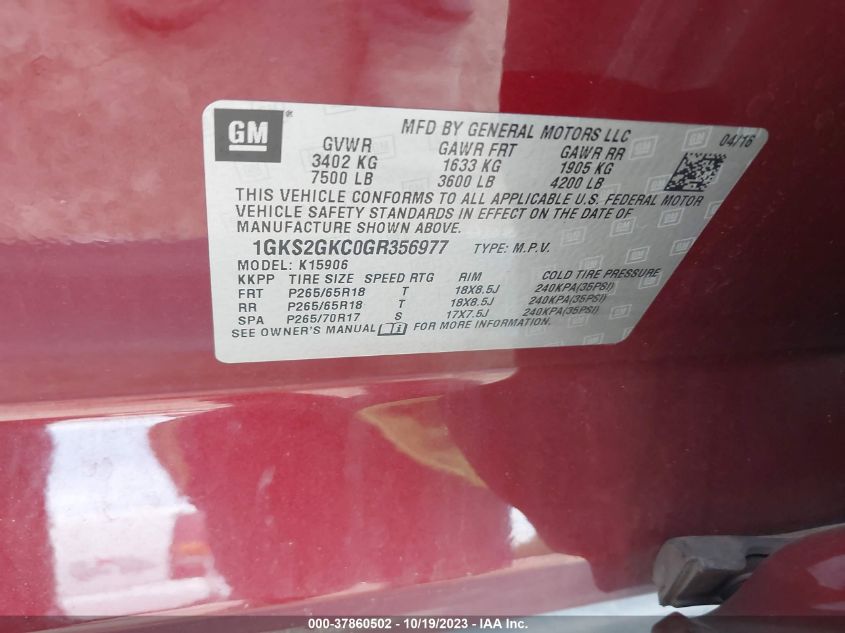 GM®
MFD BY GENERAL MOTORS LLC
04/16
GVWR GAWR FRT GAWR RR
3402 KG 1633 KG 1905 KG
7500 LB 3600 LB 4200 LB
THIS VEHICLE CONFORMS TO ALL APPLICABLE U.S. FEDERAL MOTOR
VEHICLE SAFETY STANDARDS IN EFFECT ON THE DATE OF
MANUFACTURE SHOWN ABOVE.
1GKS2GKC0GR356977 TYPE: M.P.V.
MODEL: K15906
KKPP TIRE SIZE SPEED RTG RIM COLD TIRE PRESSURE
FRT P265/65R18 T 18X8.5J 240KPA(35PSI)
RR P265/65R18 T 18X8.5J 240KPA(35PSI)
SPA P265/70R17 S 17X7.5J 240KPA(35PSI)
SEE OWNER'S MANUAL i FOR MORE INFORMATION.
000-37860502 - 10/19/2023 - IAA Inc.